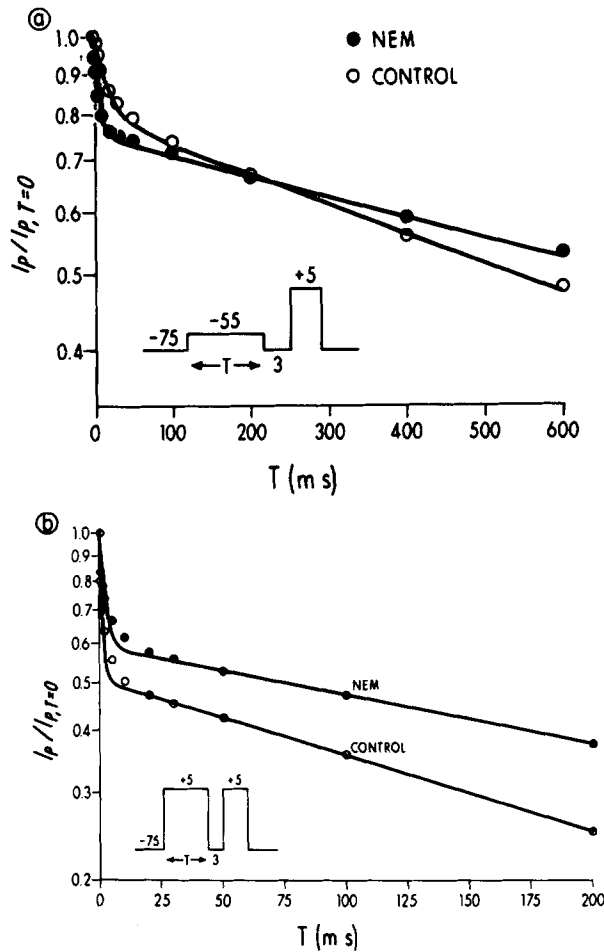 ⓐ
● NEM
○ CONTROL
1.0
0.9
0.8
0.7
0.6
0.5
0.4
Ip/Ip,T=0
+5
-75
-55
←T→
3
0 100 200 300 400 500 600
T (ms)
ⓑ
1.0
0.9
0.8
0.7
0.6
0.5
0.4
0.3
0.2
Ip/Ip,T=0
NEM
CONTROL
+5 +5
-75
←T→ 3
0 25 50 75 100 125 150 175 200
T (ms)